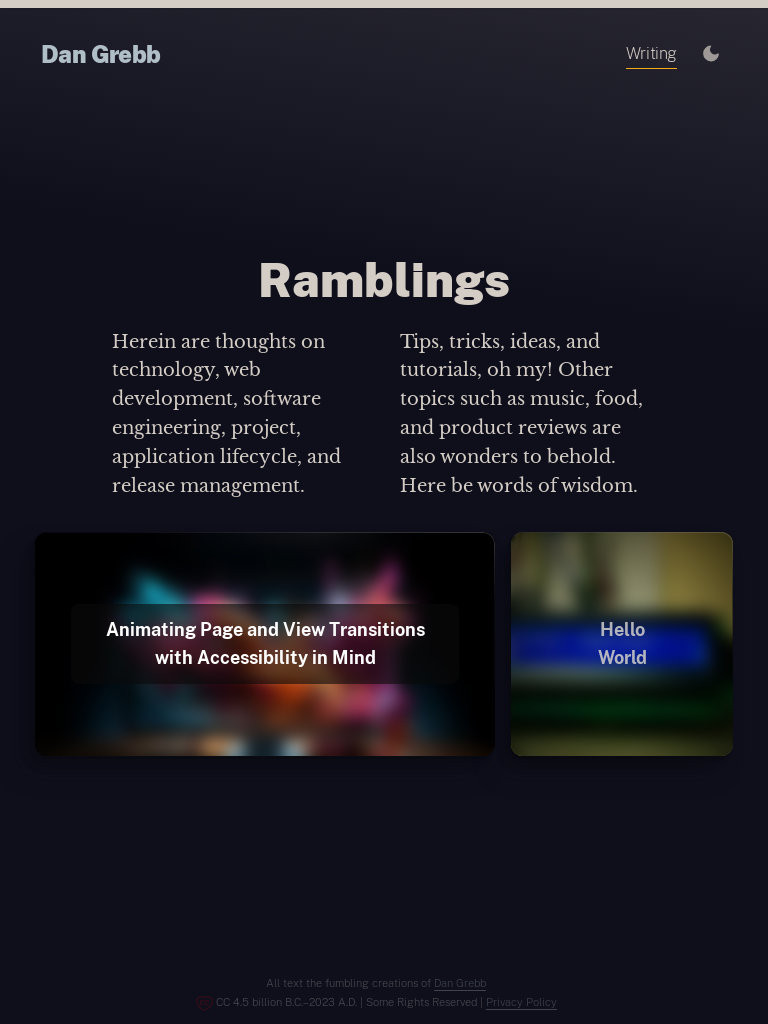 Dan Grebb
Writing
Ramblings
Herein are thoughts on
technology, web
development, software
engineering, project,
application lifecycle, and
release management.
Tips, tricks, ideas, and
tutorials, oh my! Other
topics such as music, food,
and product reviews are
also wonders to behold.
Here be words of wisdom.
Animating Page and View Transitions
with Accessibility in Mind
Hello
World
All text the fumbling creations of Dan Grebb
CC 4.5 billion B.C.–2023 A.D. | Some Rights Reserved | Privacy Policy